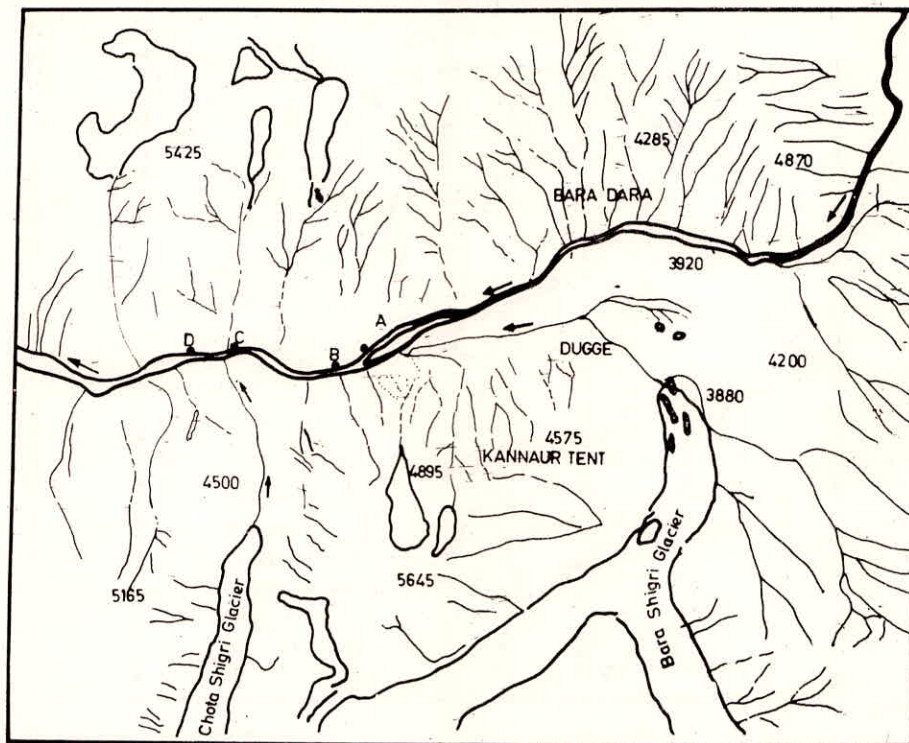 4285
5425
4870
BARA DARA
3920
A
D
C
B
DUGGE
4200
3880
4575
KANNAUR TENT
4895
4500
5645
5165
Chota Shigri Glacier
Bara Shigri Glacier